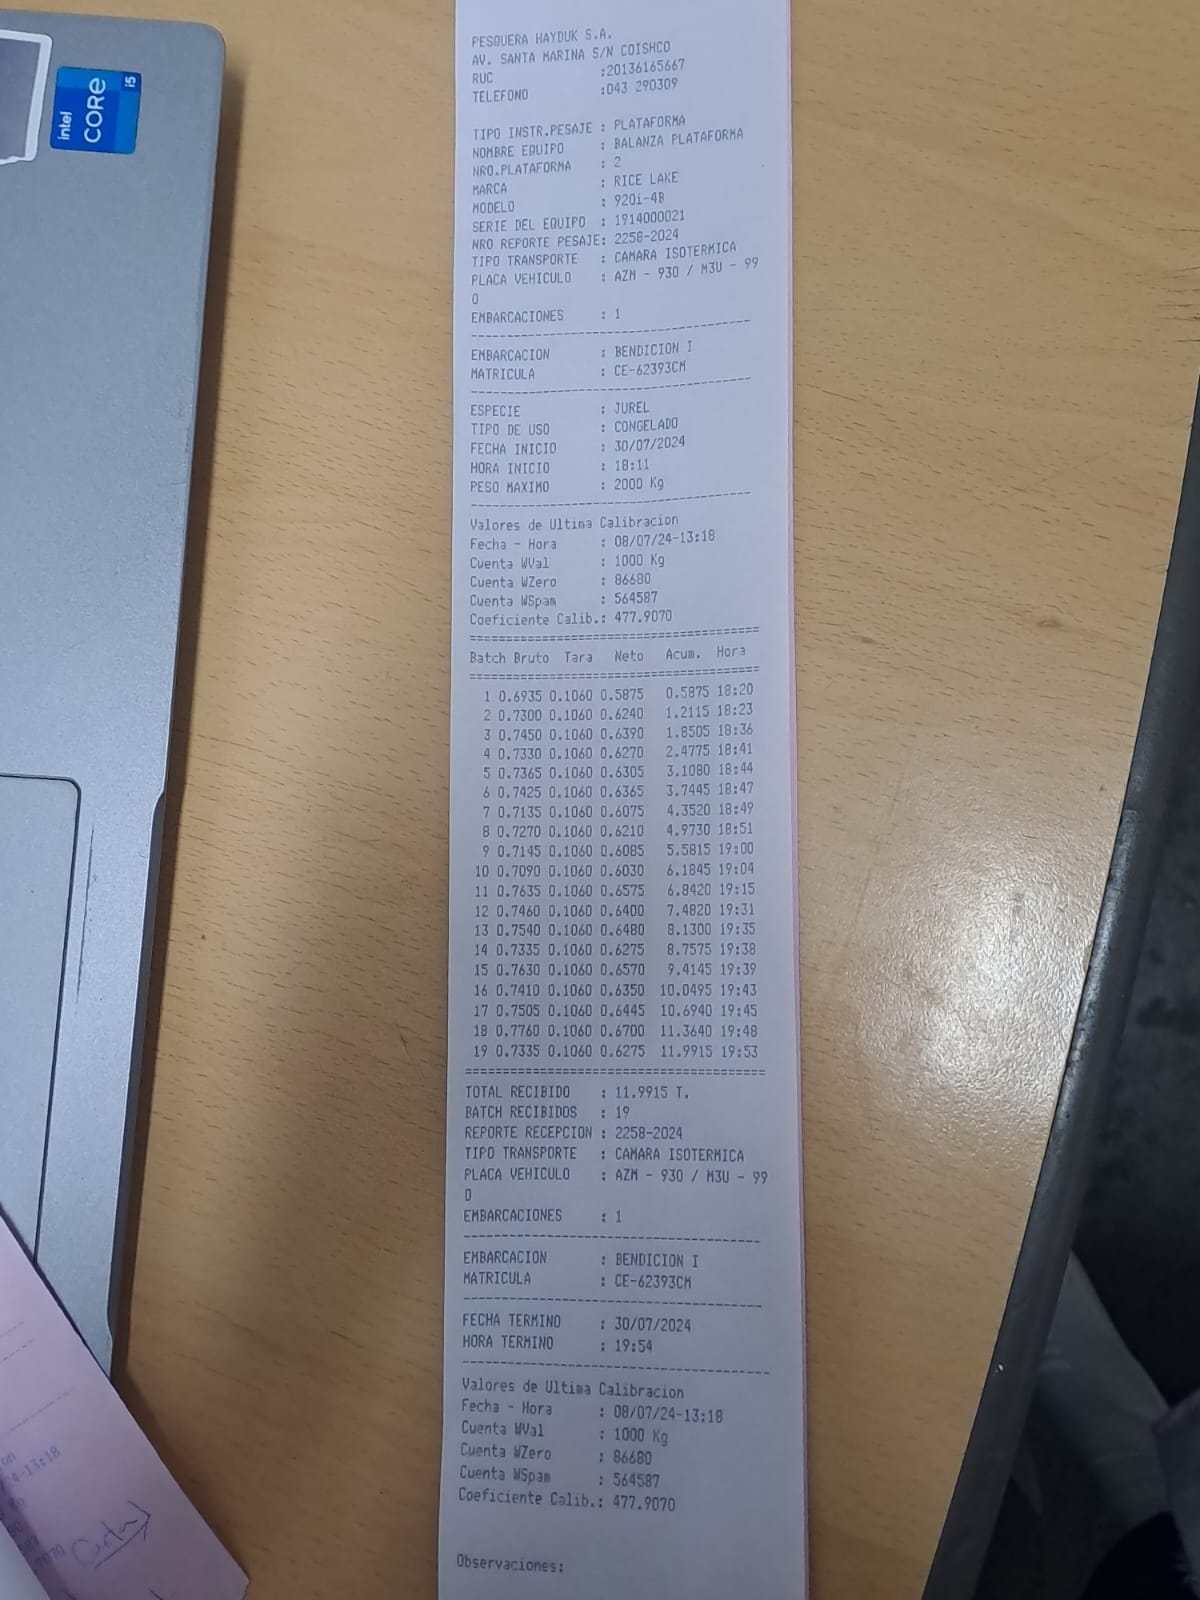 intel
CORE
i5
PESQUERA HAYDUK S.A.
AV. SANTA MARINA S/N COISHCO
RUC :20136165667
TELEFONO :043 290309
TIPO INSTR.PESAJE : PLATAFORMA
NOMBRE EQUIPO : BALANZA PLATAFORMA
NRO.PLATAFORMA : 2
MARCA : RICE LAKE
MODELO : 920i-4B
SERIE DEL EQUIPO : 1914000021
NRO REPORTE PESAJE: 2258-2024
TIPO TRANSPORTE : CAMARA ISOTERMICA
PLACA VEHICULO : AZM - 930 / M3U - 99
0
EMBARCACIONES : 1
----------------------------------------
EMBARCACION : BENDICION I
MATRICULA : CE-62393CM
----------------------------------------
ESPECIE : JUREL
TIPO DE USO : CONGELADO
FECHA INICIO : 30/07/2024
HORA INICIO : 18:11
PESO MAXIMO : 2000 Kg
----------------------------------------
Valores de Ultima Calibracion
Fecha - Hora : 08/07/24-13:18
Cuenta WVal : 1000 Kg
Cuenta WZero : 86680
Cuenta WSpam : 564587
Coeficiente Calib.: 477.9070
========================================
Batch Bruto Tara Neto Acum. Hora
========================================
1 0.6935 0.1060 0.5875 0.5875 18:20
2 0.7300 0.1060 0.6240 1.2115 18:23
3 0.7450 0.1060 0.6390 1.8505 18:36
4 0.7330 0.1060 0.6270 2.4775 18:41
5 0.7365 0.1060 0.6305 3.1080 18:44
6 0.7425 0.1060 0.6365 3.7445 18:47
7 0.7135 0.1060 0.6075 4.3520 18:49
8 0.7270 0.1060 0.6210 4.9730 18:51
9 0.7145 0.1060 0.6085 5.5815 19:00
10 0.7090 0.1060 0.6030 6.1845 19:04
11 0.7635 0.1060 0.6575 6.8420 19:15
12 0.7460 0.1060 0.6400 7.4820 19:31
13 0.7540 0.1060 0.6480 8.1300 19:35
14 0.7335 0.1060 0.6275 8.7575 19:38
15 0.7630 0.1060 0.6570 9.4145 19:39
16 0.7410 0.1060 0.6350 10.0495 19:43
17 0.7505 0.1060 0.6445 10.6940 19:45
18 0.7760 0.1060 0.6700 11.3640 19:48
19 0.7335 0.1060 0.6275 11.9915 19:53
========================================
TOTAL RECIBIDO : 11.9915 T.
BATCH RECIBIDOS : 19
REPORTE RECEPCION : 2258-2024
TIPO TRANSPORTE : CAMARA ISOTERMICA
PLACA VEHICULO : AZM - 930 / M3U - 99
0
EMBARCACIONES : 1
----------------------------------------
EMBARCACION : BENDICION I
MATRICULA : CE-62393CM
----------------------------------------
FECHA TERMINO : 30/07/2024
HORA TERMINO : 19:54
----------------------------------------
Valores de Ultima Calibracion
Fecha - Hora : 08/07/24-13:18
Cuenta WVal : 1000 Kg
Cuenta WZero : 86680
Cuenta WSpam : 564587
Coeficiente Calib.: 477.9070
Observaciones: